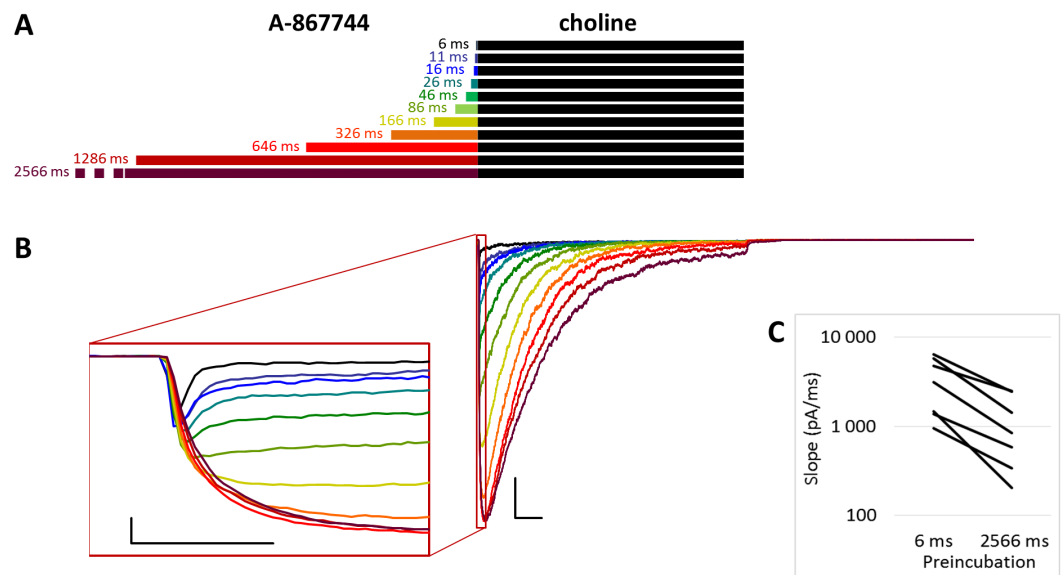 A
A-867744 choline
6 ms
11 ms
16 ms
26 ms
46 ms
86 ms
166 ms
326 ms
646 ms
1286 ms
2566 ms
B
C
10 000
1 000
100
Slope (pA/ms)
6 ms 2566 ms
Preincubation